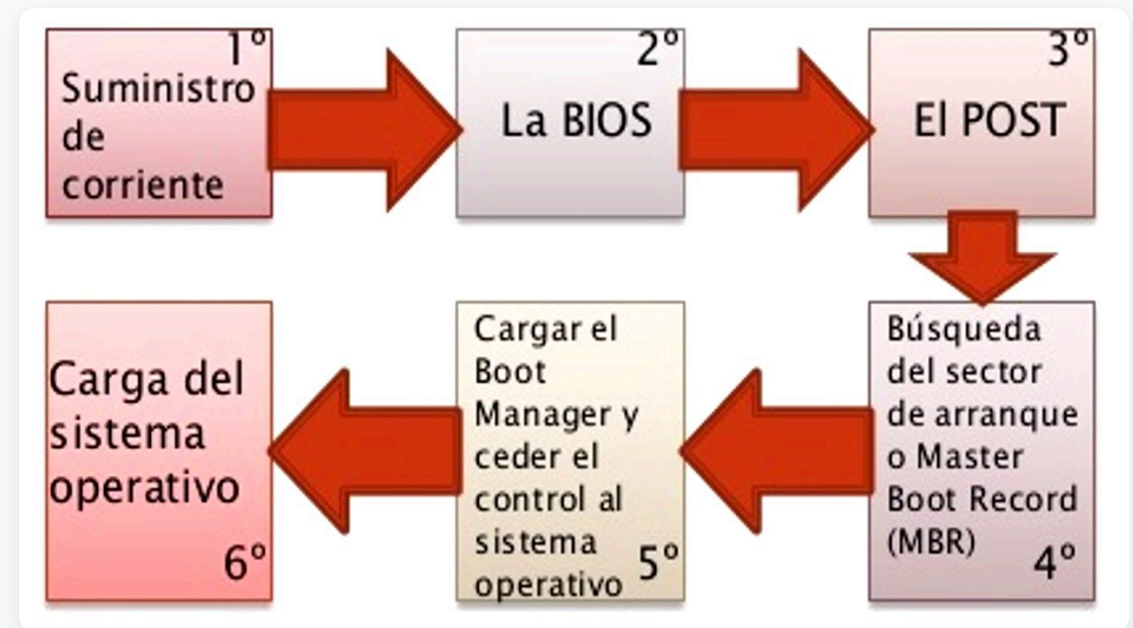 1º
Suministro
de
corriente
2º
La BIOS
3º
El POST
Búsqueda
del sector
de arranque
o Master
Boot Record
(MBR)
4º
Cargar el
Boot
Manager y
ceder el
control al
sistema
operativo
5º
Carga del
sistema
operativo
6º